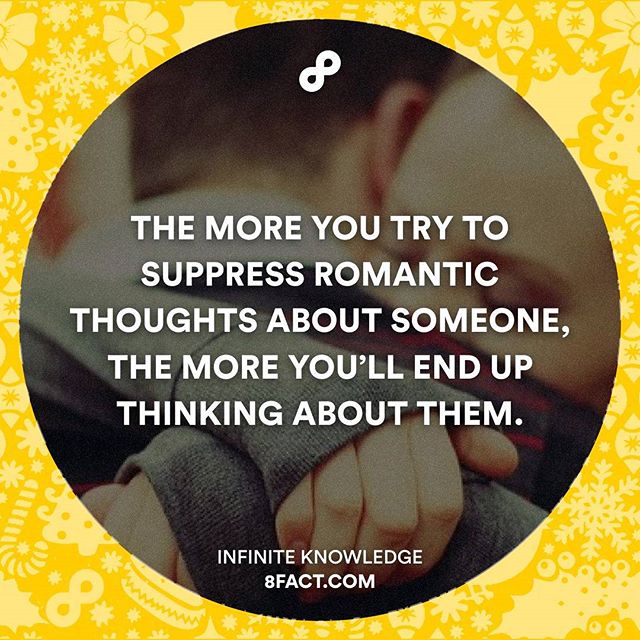 THE MORE YOU TRY TO
SUPPRESS ROMANTIC
THOUGHTS ABOUT SOMEONE,
THE MORE YOU’LL END UP
THINKING ABOUT THEM.
INFINITE KNOWLEDGE
8FACT.COM